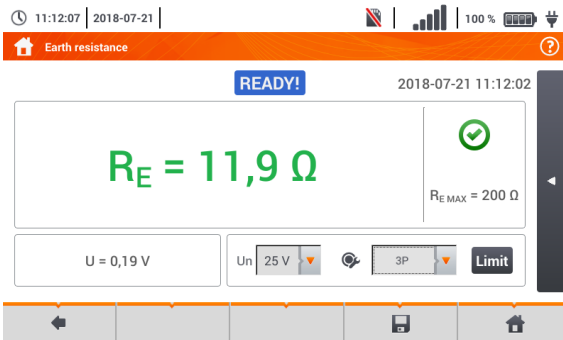 11:12:07 2018-07-21 100 %
Earth resistance ?
READY! 2018-07-21 11:12:02
RE = 11,9 Ω
RE MAX = 200 Ω
U = 0,19 V Un 25 V 3P Limit